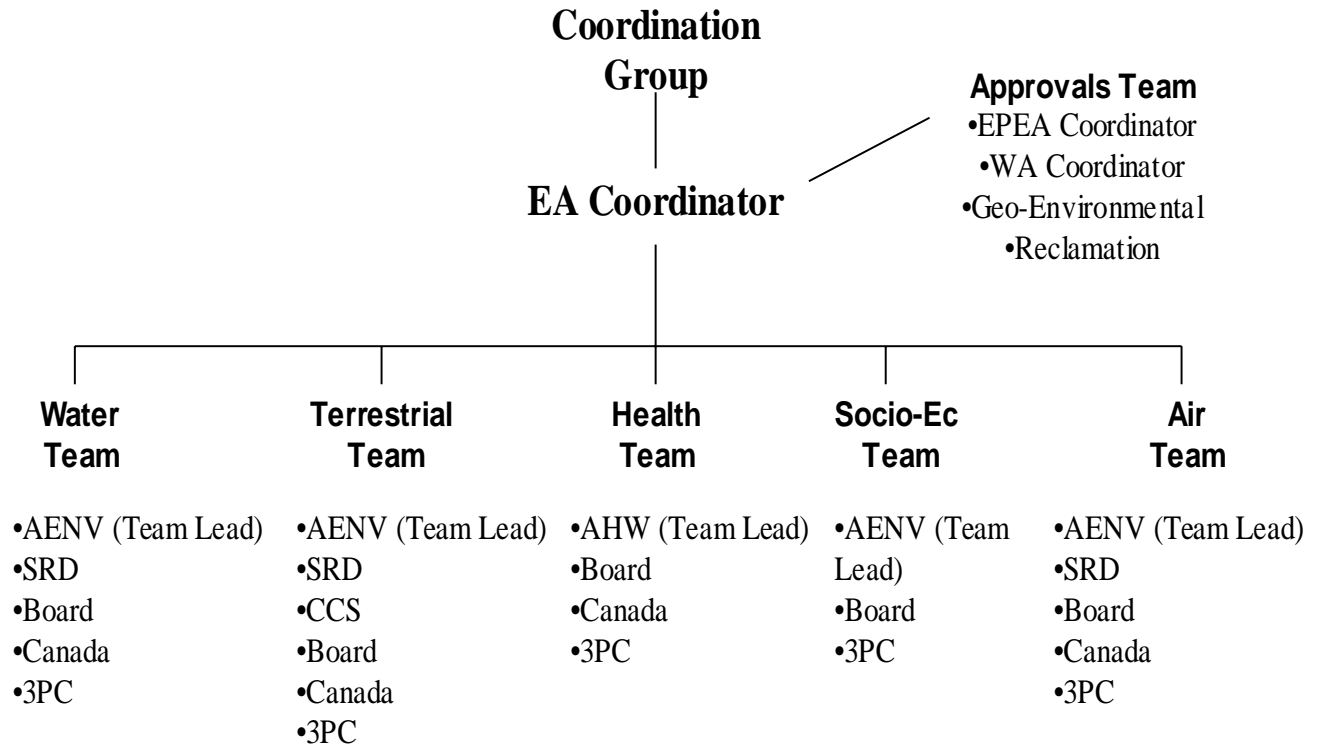 Coordination
Group
Approvals Team
•EPEA Coordinator
•WA Coordinator
•Geo-Environmental
•Reclamation
EA Coordinator
Water
Team
•AENV (Team Lead)
•SRD
•Board
•Canada
•3PC
Terrestrial
Team
•AENV (Team Lead)
•SRD
•CCS
•Board
•Canada
•3PC
Health
Team
•AHW (Team Lead)
•Board
•Canada
•3PC
Socio-Ec
Team
•AENV (Team
Lead)
•Board
•3PC
Air
Team
•AENV (Team Lead)
•SRD
•Board
•Canada
•3PC